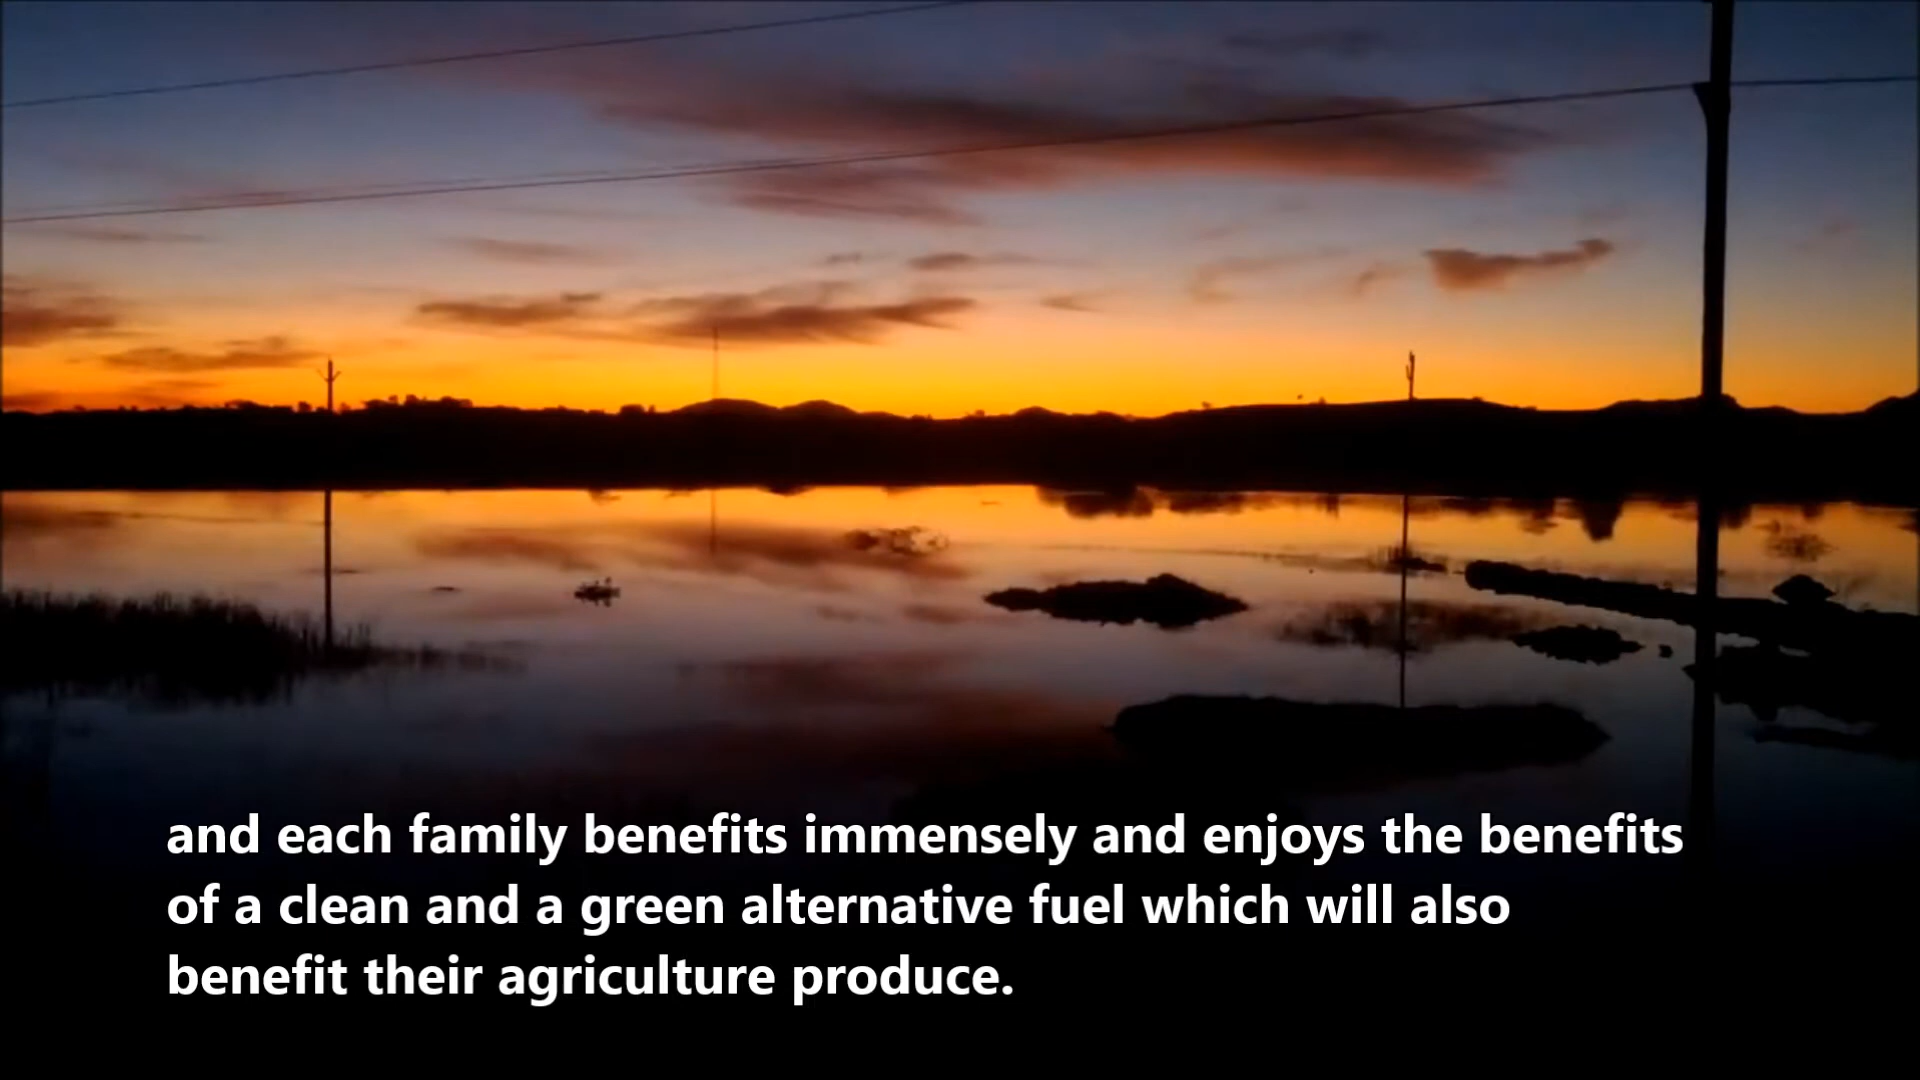 and each family benefits immensely and enjoys the benefits
of a clean and a green alternative fuel which will also
benefit their agriculture produce.